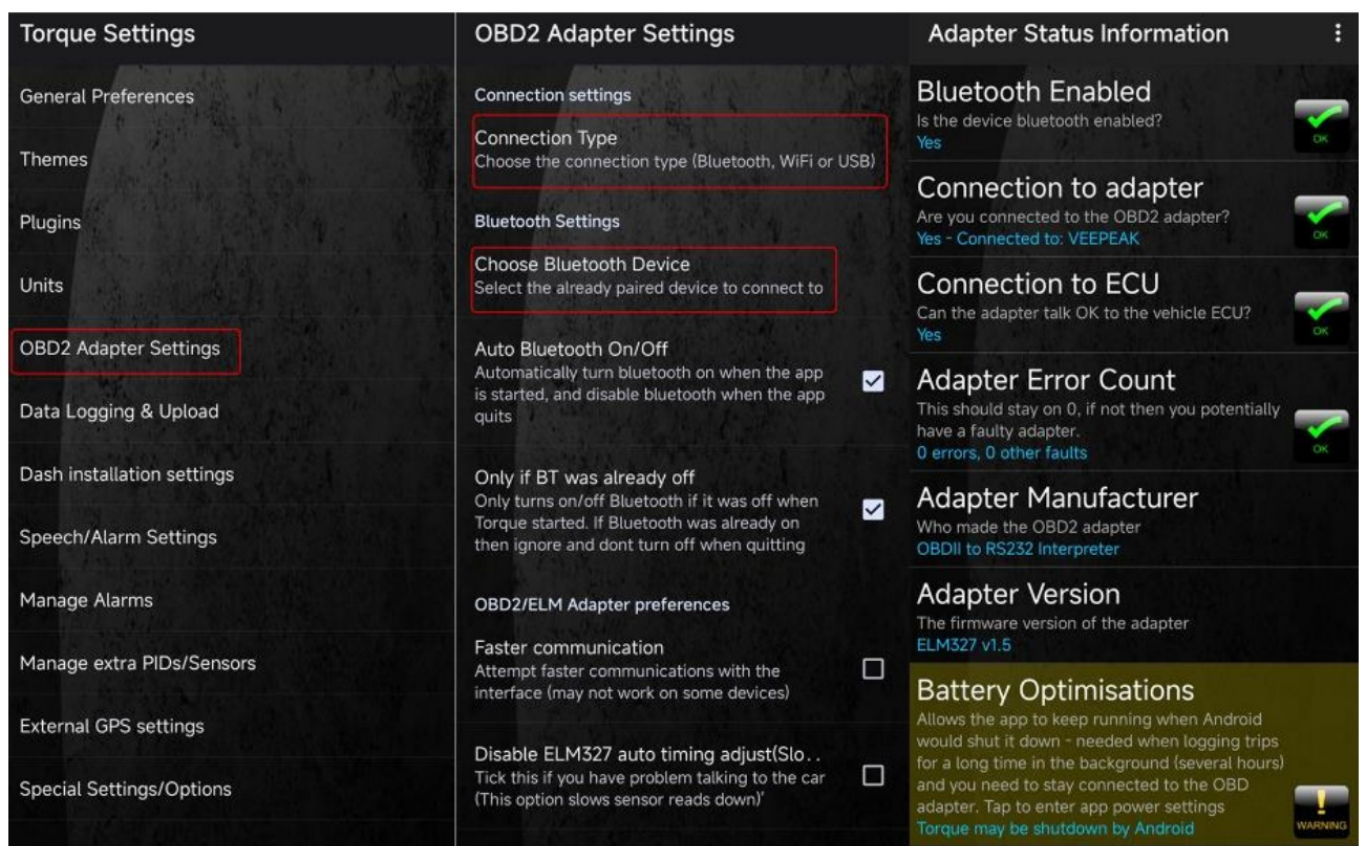 Torque Settings
General Preferences
Themes
Plugins
Units
OBD2 Adapter Settings
Data Logging & Upload
Dash installation settings
Speech/Alarm Settings
Manage Alarms
Manage extra PIDs/Sensors
External GPS settings
Special Settings/Options
OBD2 Adapter Settings
Connection settings
Connection Type
Choose the connection type (Bluetooth, WiFi or USB)
Bluetooth Settings
Choose Bluetooth Device
Select the already paired device to connect to
Auto Bluetooth On/Off
Automatically turn bluetooth on when the app
is started, and disable bluetooth when the app
quits
Only if BT was already off
Only turns on/off Bluetooth if it was off when
Torque started. If Bluetooth was already on
then ignore and dont turn off when quitting
OBD2/ELM Adapter preferences
Faster communication
Attempt faster communications with the
interface (may not work on some devices)
Disable ELM327 auto timing adjust(Slo..
Tick this if you have problem talking to the car
(This option slows sensor reads down)'
Adapter Status Information
Bluetooth Enabled
Is the device bluetooth enabled?
Yes
OK
Connection to adapter
Are you connected to the OBD2 adapter?
Yes - Connected to: VEEPEAK
OK
Connection to ECU
Can the adapter talk OK to the vehicle ECU?
Yes
OK
Adapter Error Count
This should stay on 0, if not then you potentially
have a faulty adapter.
0 errors, 0 other faults
OK
Adapter Manufacturer
Who made the OBD2 adapter
OBDII to RS232 Interpreter
Adapter Version
The firmware version of the adapter
ELM327 v1.5
Battery Optimisations
Allows the app to keep running when Android
would shut it down - needed when logging trips
for a long time in the background (several hours)
and you need to stay connected to the OBD
adapter. Tap to enter app power settings
Torque may be shutdown by Android
WARNING